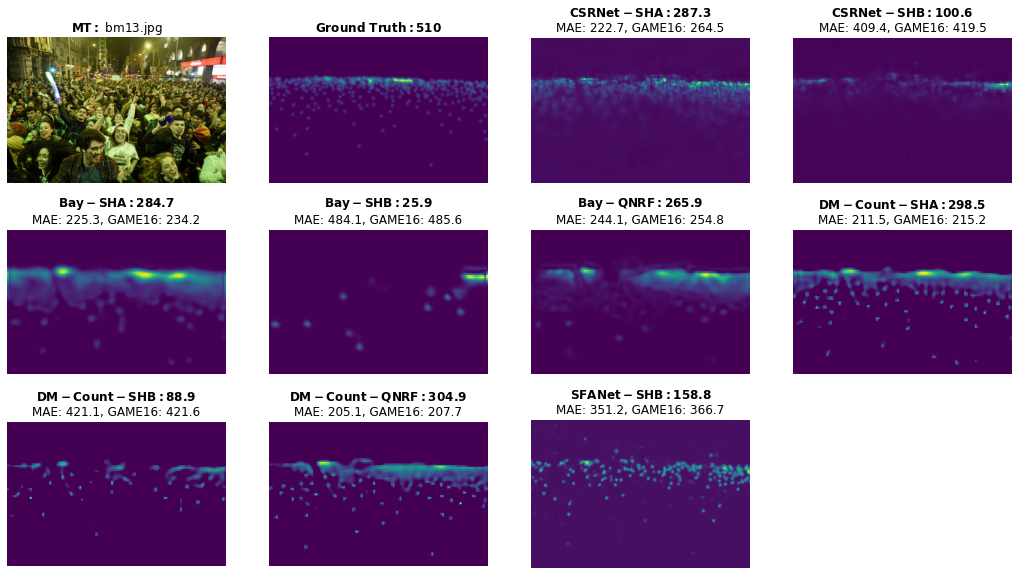 MT: bm13.jpg
Ground Truth:510
CSRNet−SHA:287.3
MAE: 222.7, GAME16: 264.5
CSRNet−SHB:100.6
MAE: 409.4, GAME16: 419.5
Bay−SHA:284.7
MAE: 225.3, GAME16: 234.2
Bay−SHB:25.9
MAE: 484.1, GAME16: 485.6
Bay−QNRF:265.9
MAE: 244.1, GAME16: 254.8
DM−Count−SHA:298.5
MAE: 211.5, GAME16: 215.2
DM−Count−SHB:88.9
MAE: 421.1, GAME16: 421.6
DM−Count−QNRF:304.9
MAE: 205.1, GAME16: 207.7
SFANet−SHB:158.8
MAE: 351.2, GAME16: 366.7